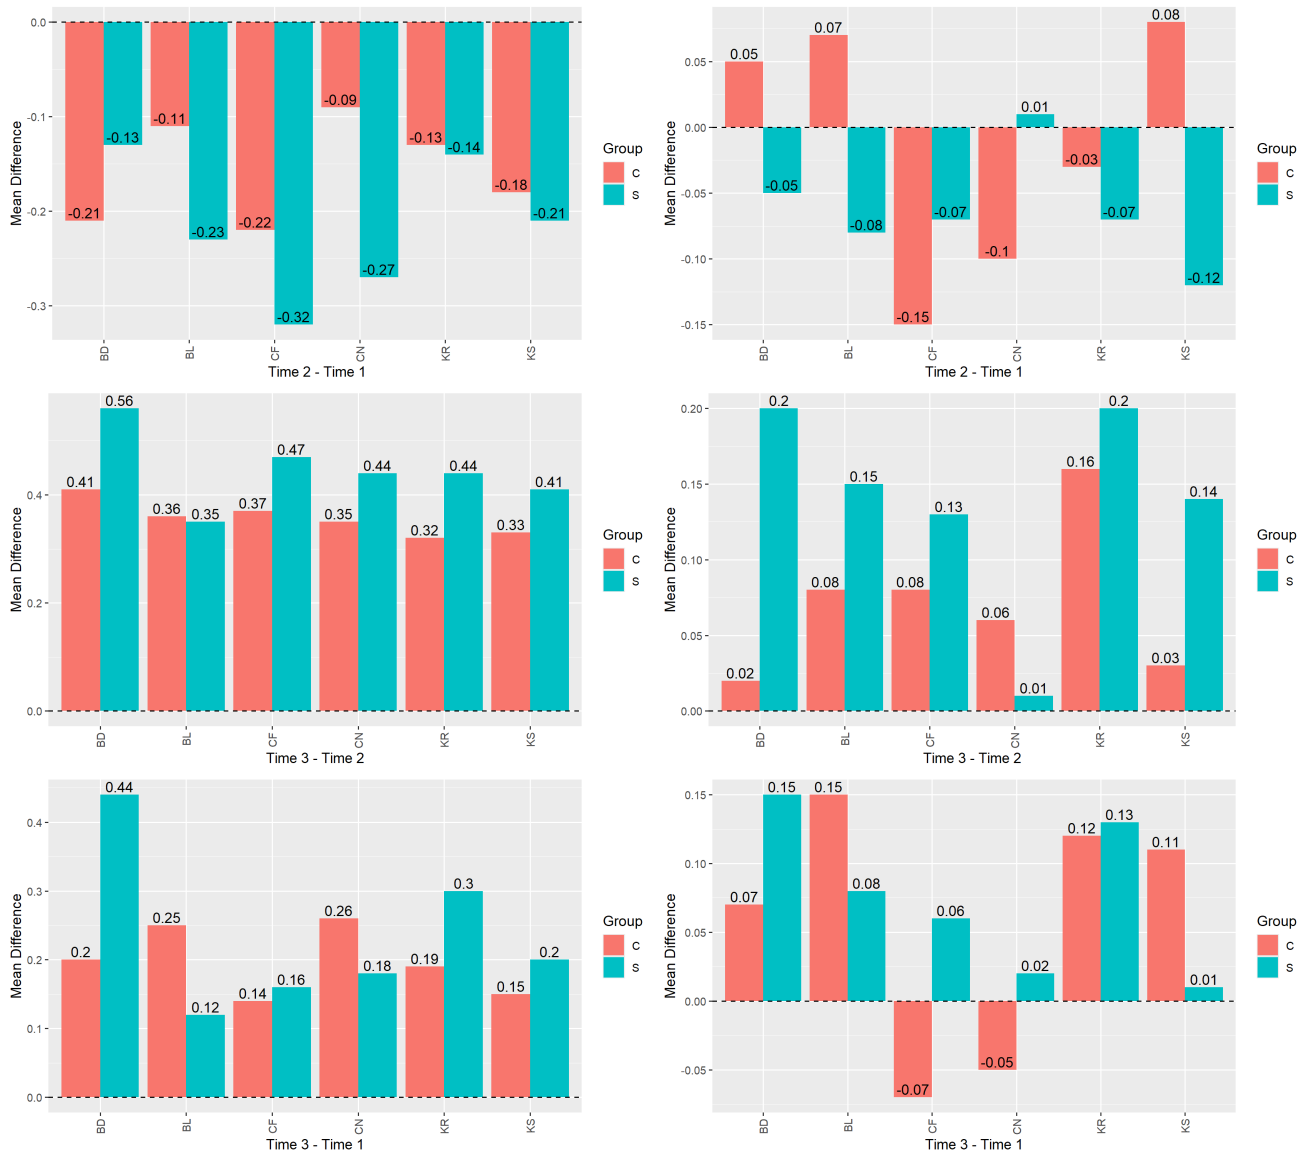 Mean Difference
0.0
-0.1
-0.2
-0.3
-0.21
-0.13
-0.11
-0.23
-0.22
-0.32
-0.09
-0.27
-0.13
-0.14
-0.18
-0.21
BD BL CF CN KR KS
Time 2 - Time 1
Group
C
S
Mean Difference
0.05
0.00
-0.05
-0.10
-0.15
0.05
-0.05
0.07
-0.08
-0.15
-0.07
-0.1
0.01
-0.03
-0.07
0.08
-0.12
BD BL CF CN KR KS
Time 2 - Time 1
Group
C
S
Mean Difference
0.4
0.2
0.0
0.41
0.56
0.36
0.35
0.37
0.47
0.35
0.44
0.32
0.44
0.33
0.41
BD BL CF CN KR KS
Time 3 - Time 2
Group
C
S
Mean Difference
0.20
0.15
0.10
0.05
0.00
0.02
0.2
0.08
0.15
0.08
0.13
0.06
0.01
0.16
0.2
0.03
0.14
BD BL CF CN KR KS
Time 3 - Time 2
Group
C
S
Mean Difference
0.4
0.3
0.2
0.1
0.0
0.2
0.44
0.25
0.12
0.14
0.16
0.26
0.18
0.19
0.3
0.15
0.2
BD BL CF CN KR KS
Time 3 - Time 1
Group
C
S
Mean Difference
0.15
0.10
0.05
0.00
-0.05
0.07
0.15
0.15
0.08
-0.07
0.06
-0.05
0.02
0.12
0.13
0.11
0.01
BD BL CF CN KR KS
Time 3 - Time 1
Group
C
S